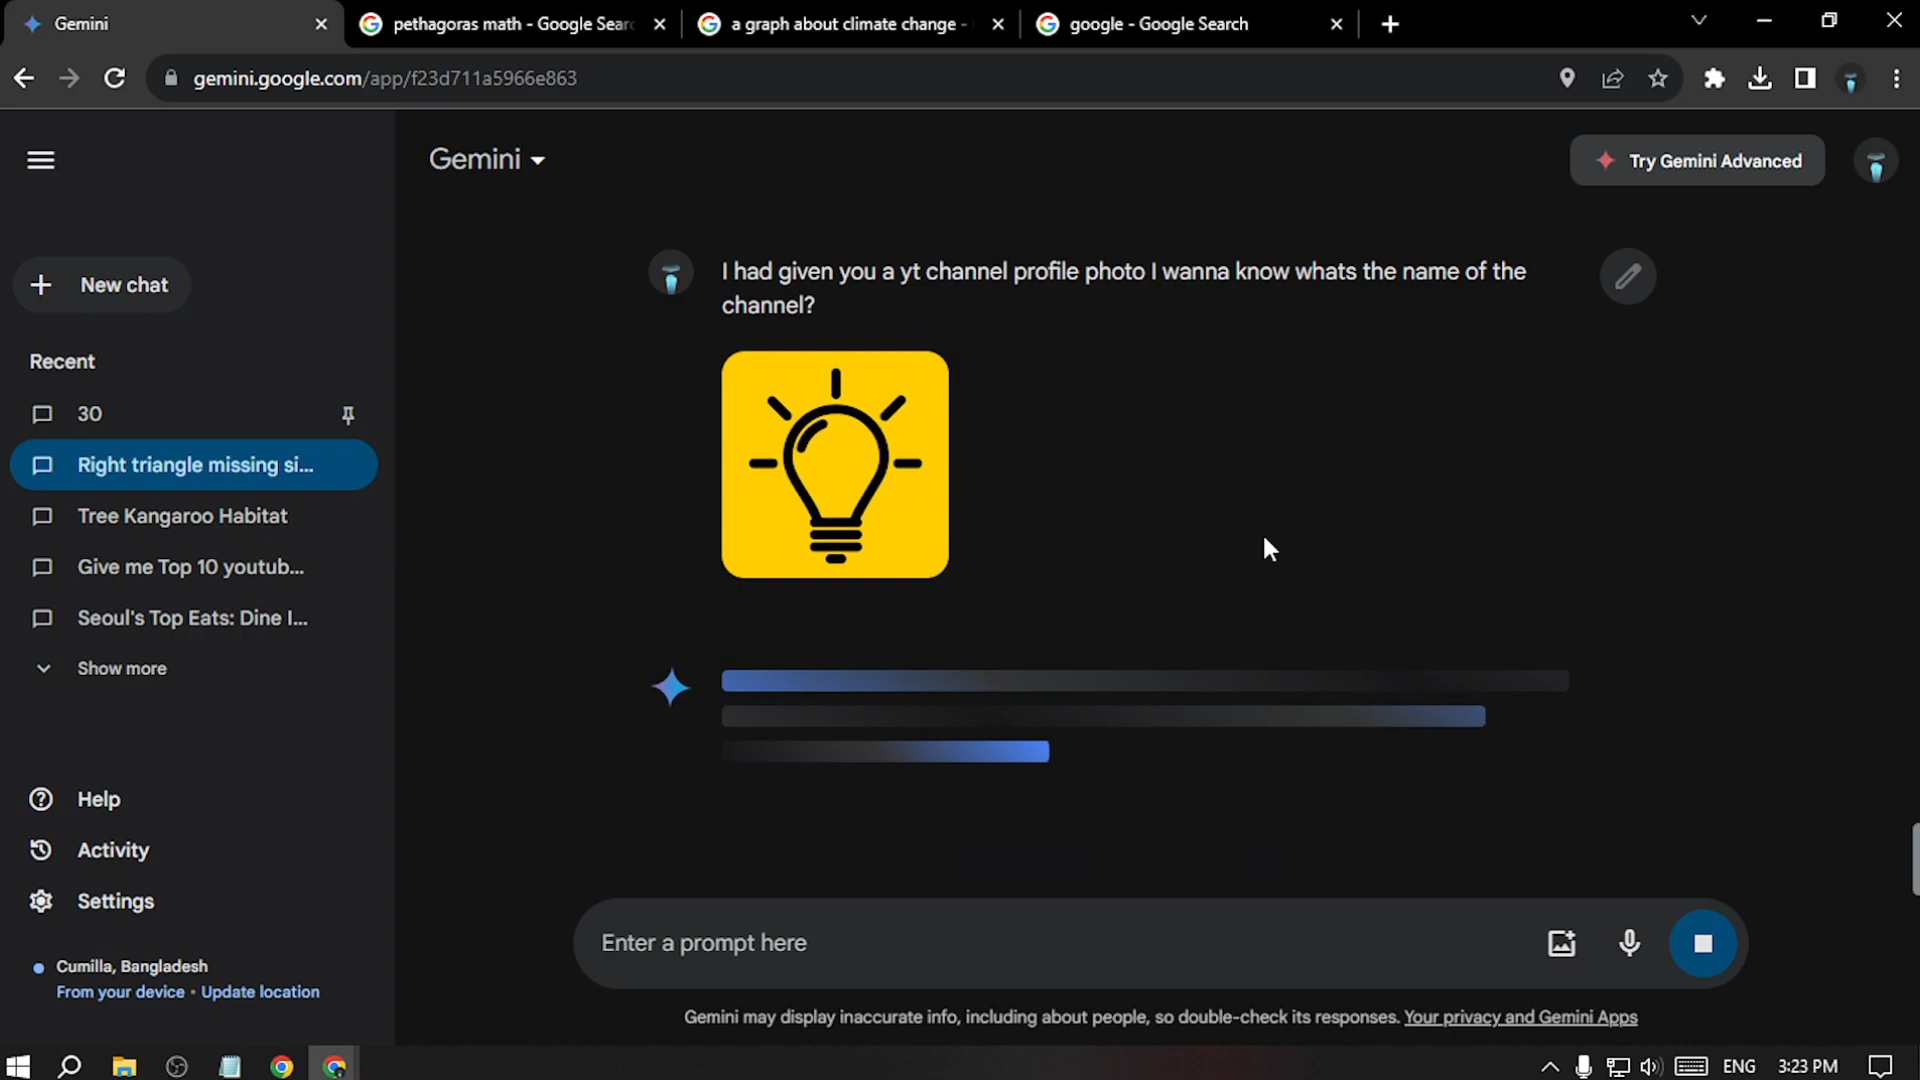 Gemini
pethagoras math - Google Sear
a graph about climate change -
google - Google Search
gemini.google.com/app/f23d711a5966e863
Gemini
Try Gemini Advanced
New chat
Recent
30
Right triangle missing si...
Tree Kangaroo Habitat
Give me Top 10 youtub...
Seoul's Top Eats: Dine I...
Show more
Help
Activity
Settings
Cumilla, Bangladesh
From your device • Update location
I had given you a yt channel profile photo I wanna know whats the name of the
channel?
Enter a prompt here
Gemini may display inaccurate info, including about people, so double-check its responses. Your privacy and Gemini Apps
ENG
3:23 PM